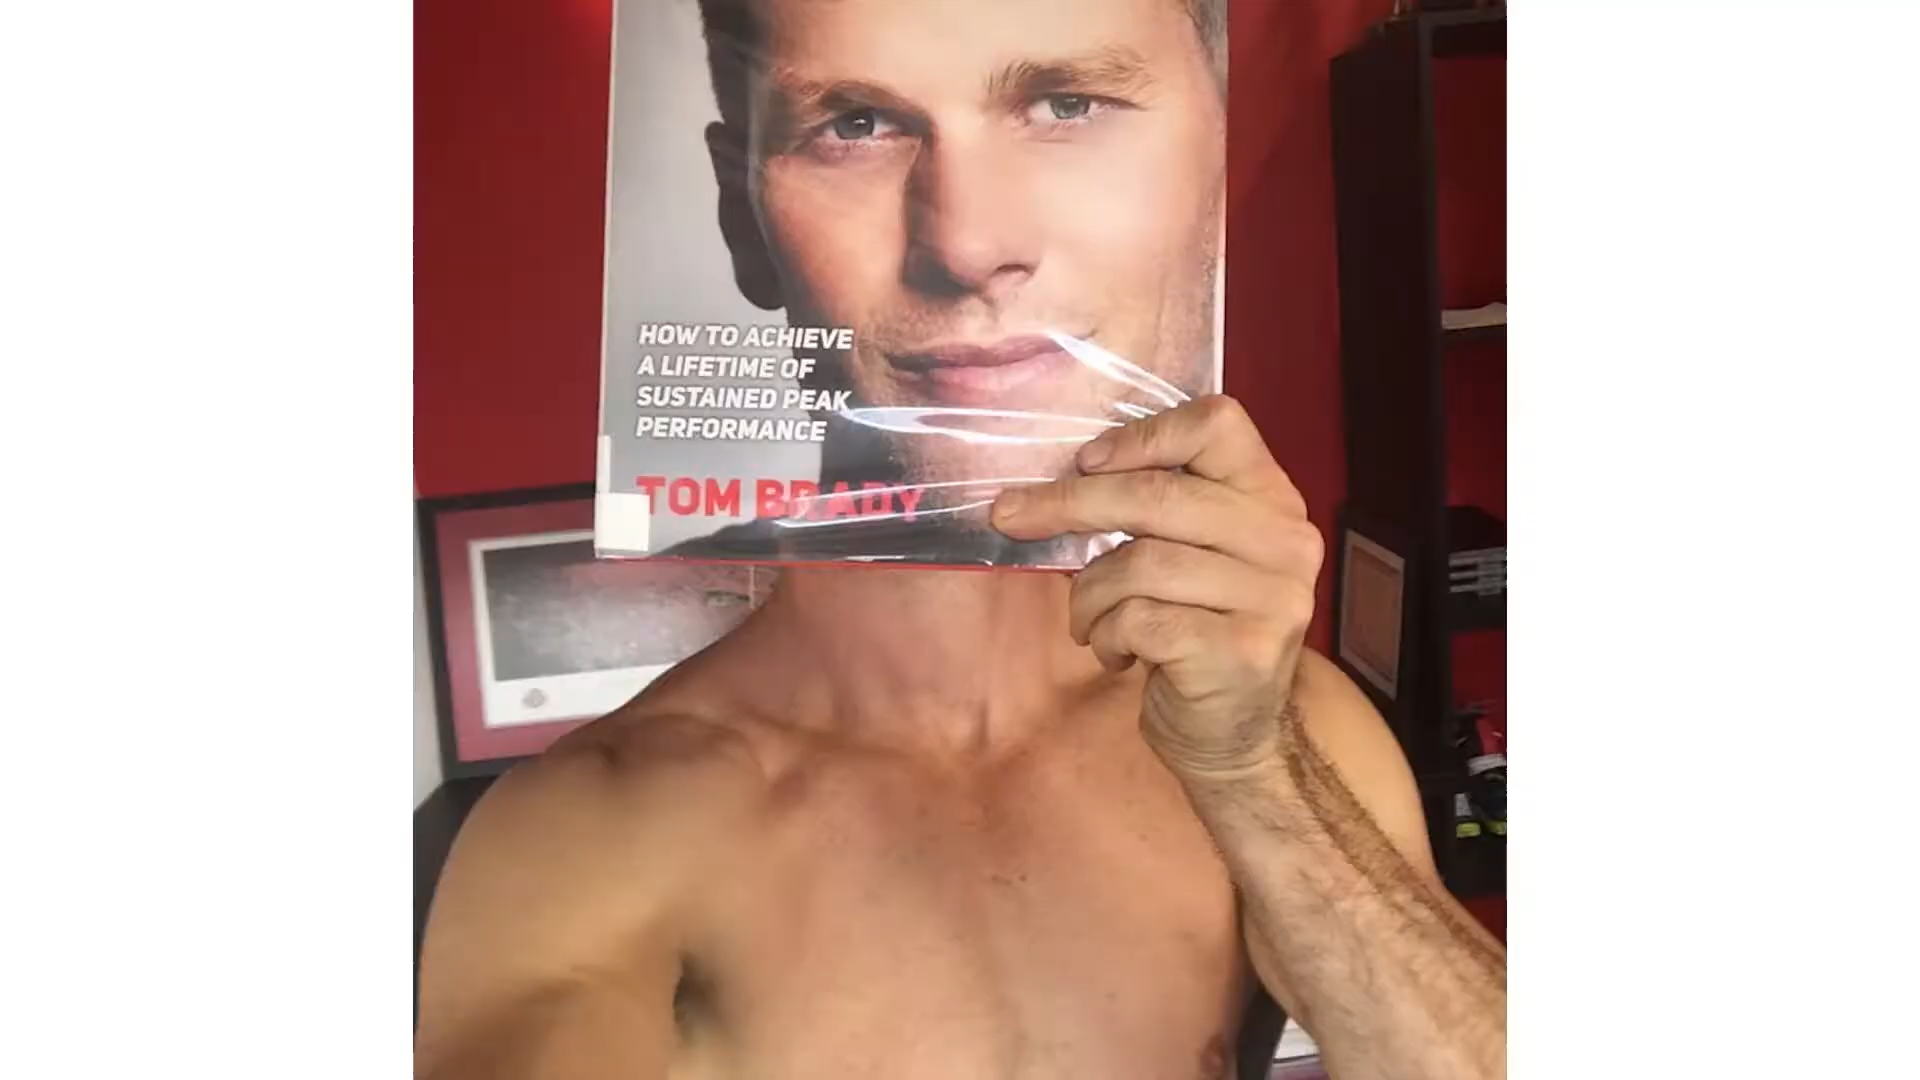 HOW TO ACHIEVE
A LIFETIME OF
SUSTAINED PEAK
PERFORMANCE
TOM BRADY